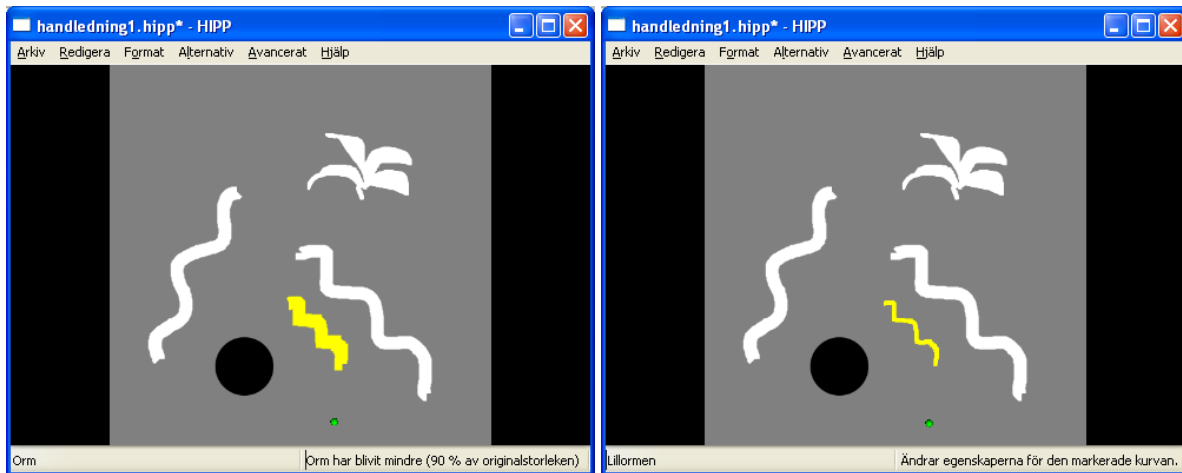 handledning1.hipp* - HIPP
Arkiv Redigera Format Alternativ Avancerat Hjälp
Orm
Orm har blivit mindre (90 % av originalstorleken)
handledning1.hipp* - HIPP
Arkiv Redigera Format Alternativ Avancerat Hjälp
Lillormen
Ändrar egenskaperna för den markerade kurvan.